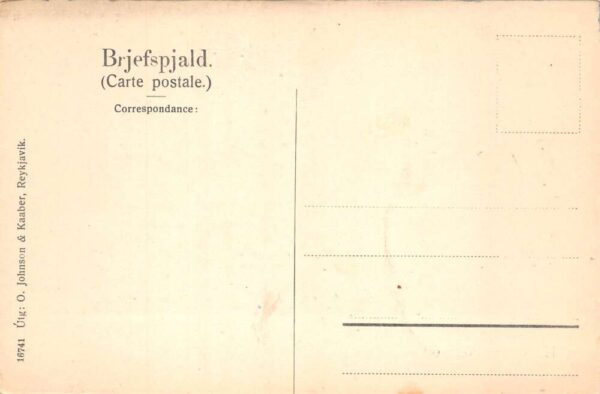 Brjefspjald.
(Carte postale.)
Correspondance:
16741 Útg: O. Johnson & Kaaber, Reykjavik.